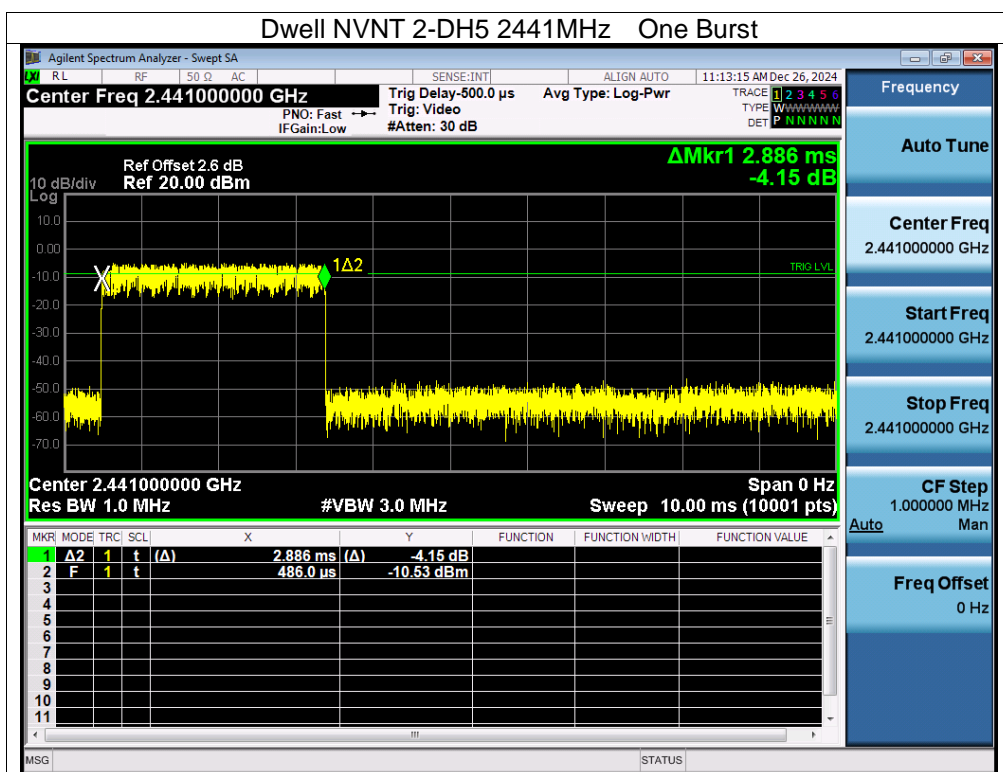 Dwell NVNT 2-DH5 2441MHz One Burst
Agilent Spectrum Analyzer - Swept SA
LXI RL RF 50 Ω AC SENSE:INT ALIGN AUTO 11:13:15 AM Dec 26, 2024
Center Freq 2.441000000 GHz
PNO: Fast
IFGain:Low
Trig Delay-500.0 µs
Trig: Video
#Atten: 30 dB
Avg Type: Log-Pwr
TRACE 1 2 3 4 5 6
TYPE WWWWWW
DET P N N N N N
ΔMkr1 2.886 ms
-4.15 dB
Ref Offset 2.6 dB
10 dB/div Ref 20.00 dBm
Log
10.0
0.00
-10.0
-20.0
-30.0
-40.0
-50.0
-60.0
-70.0
1Δ2
TRIG LVL
Center 2.441000000 GHz Span 0 Hz
Res BW 1.0 MHz #VBW 3.0 MHz Sweep 10.00 ms (10001 pts)
MKR MODE TRC SCL X Y FUNCTION FUNCTION WIDTH FUNCTION VALUE
1 Δ2 1 t (Δ) 2.886 ms (Δ) -4.15 dB
2 F 1 t 486.0 µs -10.53 dBm
3
4
5
6
7
8
9
10
11
MSG STATUS
Frequency
Auto Tune
Center Freq
2.441000000 GHz
Start Freq
2.441000000 GHz
Stop Freq
2.441000000 GHz
CF Step
1.000000 MHz
Auto Man
Freq Offset
0 Hz